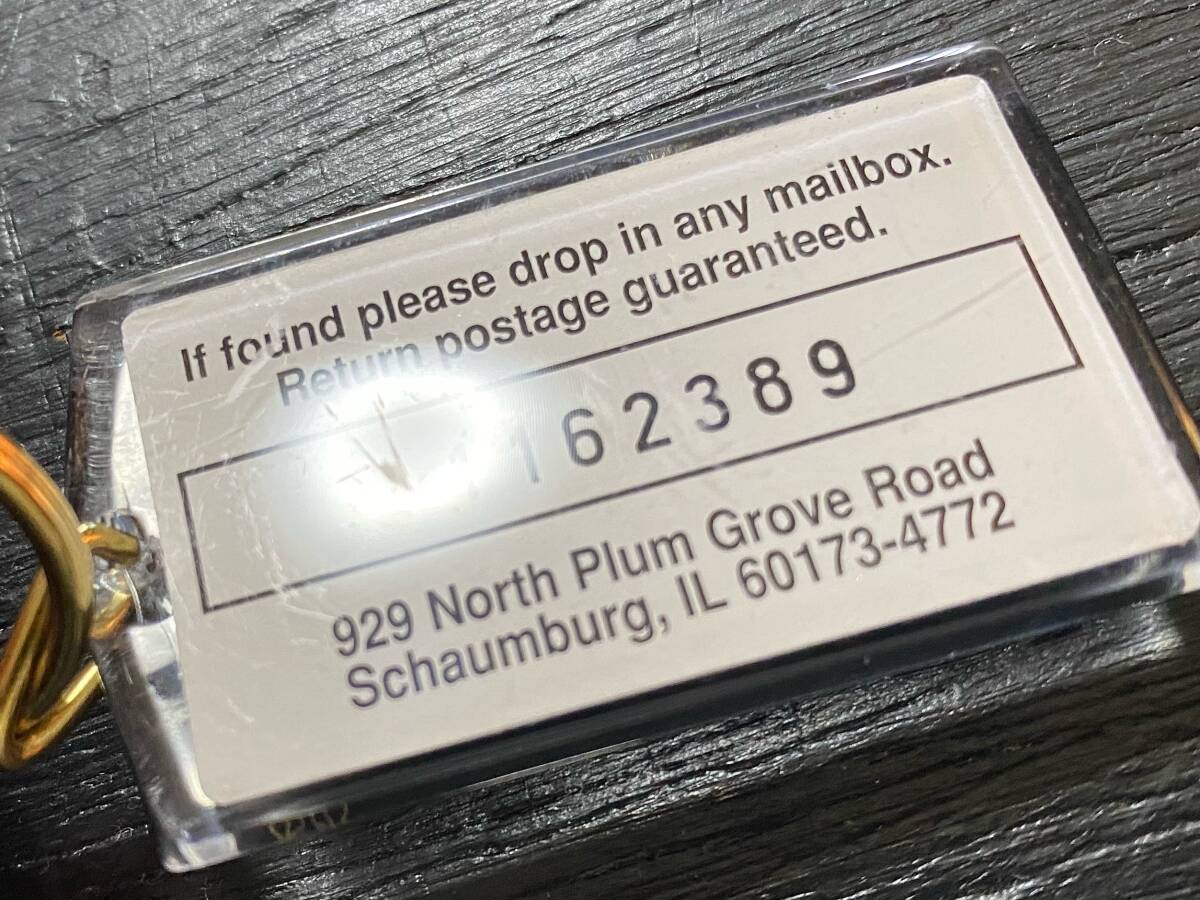 If found please drop in any mailbox.
Return postage guaranteed.
162389
929 North Plum Grove Road
Schaumburg, IL 60173-4772